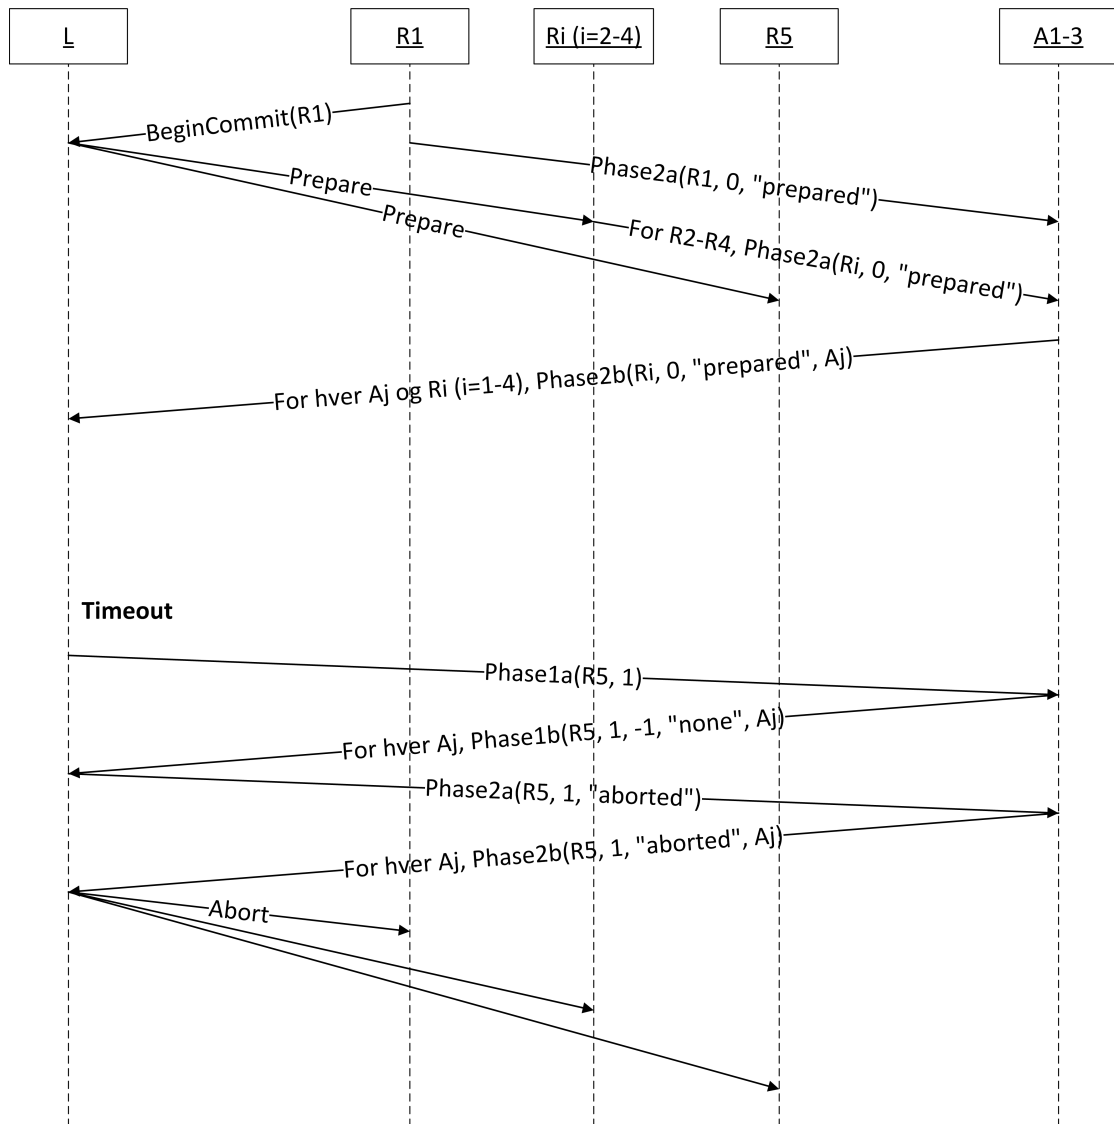 L
R1
Ri (i=2-4)
R5
A1-3
BeginCommit(R1)
Phase2a(R1, 0, "prepared")
Prepare
Prepare
For R2-R4, Phase2a(Ri, 0, "prepared")
For hver Aj og Ri (i=1-4), Phase2b(Ri, 0, "prepared", Aj)
Timeout
Phase1a(R5, 1)
For hver Aj, Phase1b(R5, 1, -1, "none", Aj)
Phase2a(R5, 1, "aborted")
For hver Aj, Phase2b(R5, 1, "aborted", Aj)
Abort